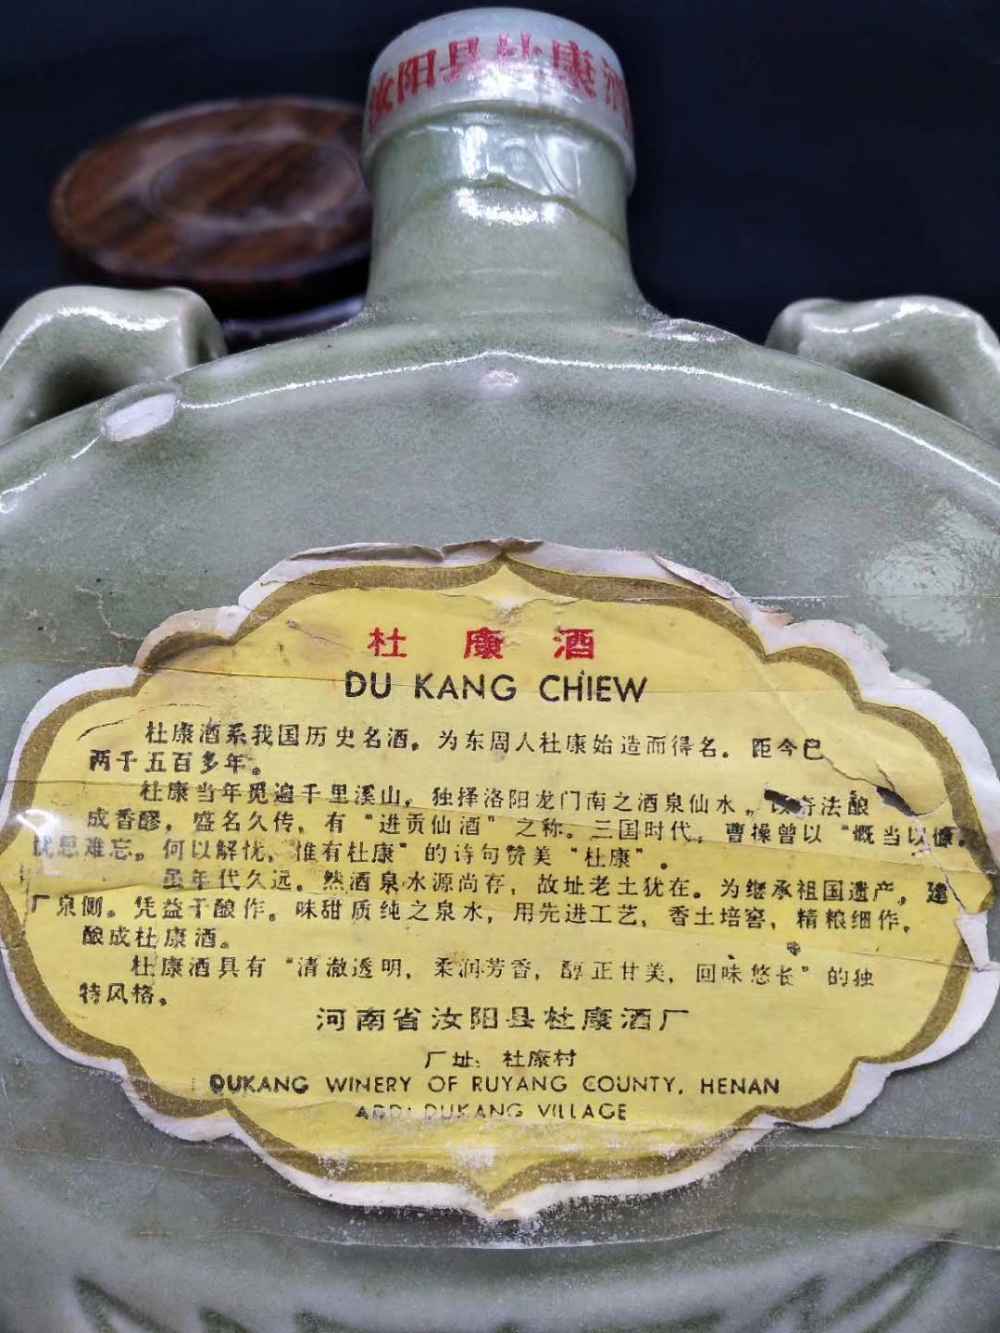 汝阳县杜康酒
杜康酒
DU KANG CHIEW
杜康酒系我国历史名酒。为东周人杜康始造而得名。距今已
两千五百多年。
杜康当年觅遍千里溪山，独择洛阳龙门南之酒泉仙水，以奇法酿
成香醪，盛名久传，有“进贡仙酒”之称。三国时代，曹操曾以“慨当以慷。
忧思难忘。何以解忧，惟有杜康”的诗句赞美“杜康”。
虽年代久远。然酒泉水源尚存，故址老土犹在。为继承祖国遗产，建
厂泉侧。凭益于酿作。味甜质纯之泉水，用先进工艺，香土培窖，精粮细作，
酿成杜康酒。
杜康酒具有“清澈透明，柔润芳香，醇正甘美，回味悠长”的独
特风格。
河南省汝阳县杜康酒厂
厂址：杜康村
DUKANG WINERY OF RUYANG COUNTY, HENAN
ADD: DUKANG VILLAGE